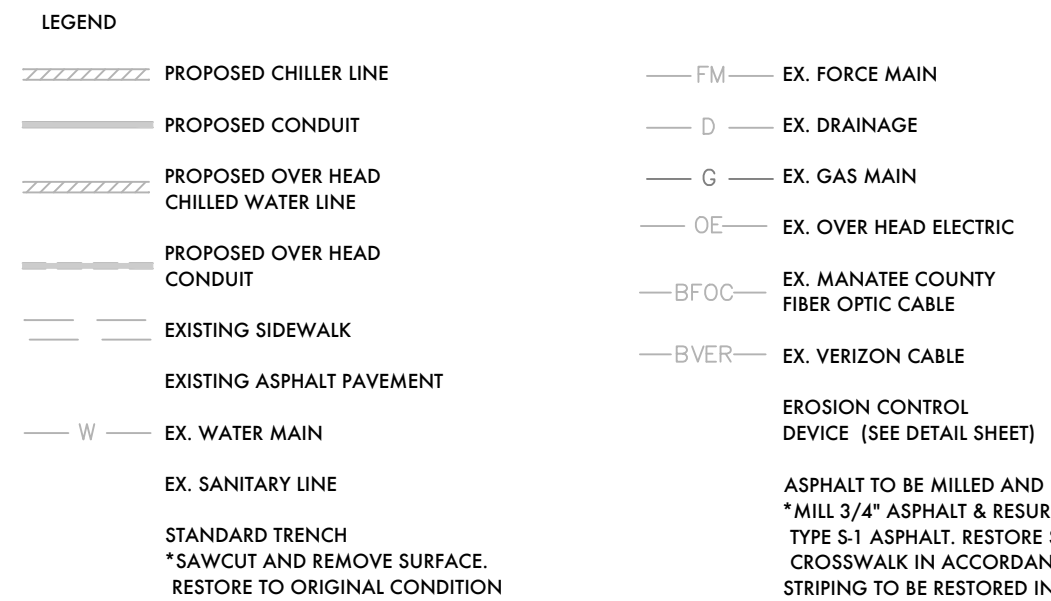 LEGEND
PROPOSED CHILLER LINE
PROPOSED CONDUIT
PROPOSED OVER HEAD
CHILLED WATER LINE
PROPOSED OVER HEAD
CONDUIT
EXISTING SIDEWALK
EXISTING ASPHALT PAVEMENT
W EX. WATER MAIN
EX. SANITARY LINE
STANDARD TRENCH
*SAWCUT AND REMOVE SURFACE.
RESTORE TO ORIGINAL CONDITION
FM EX. FORCE MAIN
D EX. DRAINAGE
G EX. GAS MAIN
OE EX. OVER HEAD ELECTRIC
BFOC EX. MANATEE COUNTY
FIBER OPTIC CABLE
BVER EX. VERIZON CABLE
EROSION CONTROL
DEVICE (SEE DETAIL SHEET)
ASPHALT TO BE MILLED AND
*MILL 3/4" ASPHALT & RESUR
TYPE S-1 ASPHALT. RESTORE
CROSSWALK IN ACCORDAN
STRIPING TO BE RESTORED IN